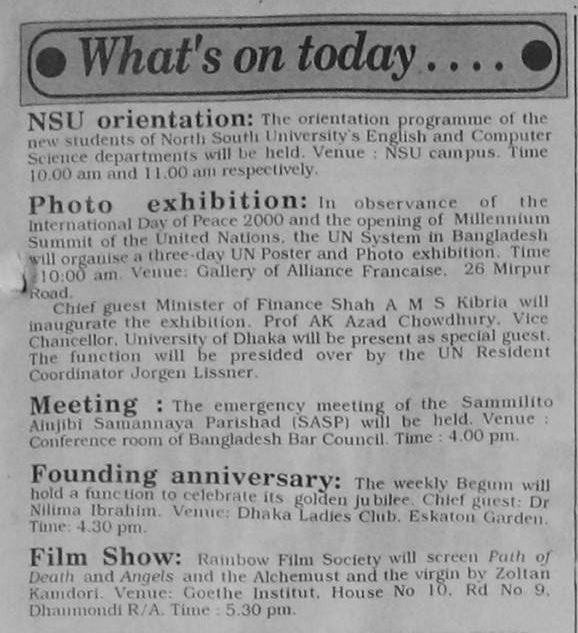 What's on today....
NSU orientation: The orientation programme of the
new students of North South University's English and Computer
Science departments will be held. Venue : NSU campus. Time
10.00 am and 11.00 am respectively.
Photo exhibition: In observance of the
International Day of Peace 2000 and the opening of Millennium
Summit of the United Nations, the UN System in Bangladesh
will organise a three-day UN Poster and Photo exhibition. Time
:10:00 am. Venue: Gallery of Alliance Francaise, 26 Mirpur
Road.
Chief guest Minister of Finance Shah A M S Kibria will
inaugurate the exhibition. Prof AK Azad Chowdhury, Vice
Chancellor, University of Dhaka will be present as special guest.
The function will be presided over by the UN Resident
Coordinator Jorgen Lissner.
Meeting : The emergency meeting of the Sammilito
Ainjibi Samannaya Parishad (SASP) will be held. Venue :
Conference room of Bangladesh Bar Council. Time : 4.00 pm.
Founding anniversary: The weekly Begum will
hold a function to celebrate its golden jubilee. Chief guest: Dr
Nilima Ibrahim. Venue: Dhaka Ladies Club, Eskaton Garden.
Time: 4.30 pm.
Film Show: Rainbow Film Society will screen Path of
Death and Angels and the Alchemust and the virgin by Zoltan
Kamdori. Venue: Goethe Institut, House No 10, Rd No 9,
Dhanmondi R/A. Time : 5.30 pm.